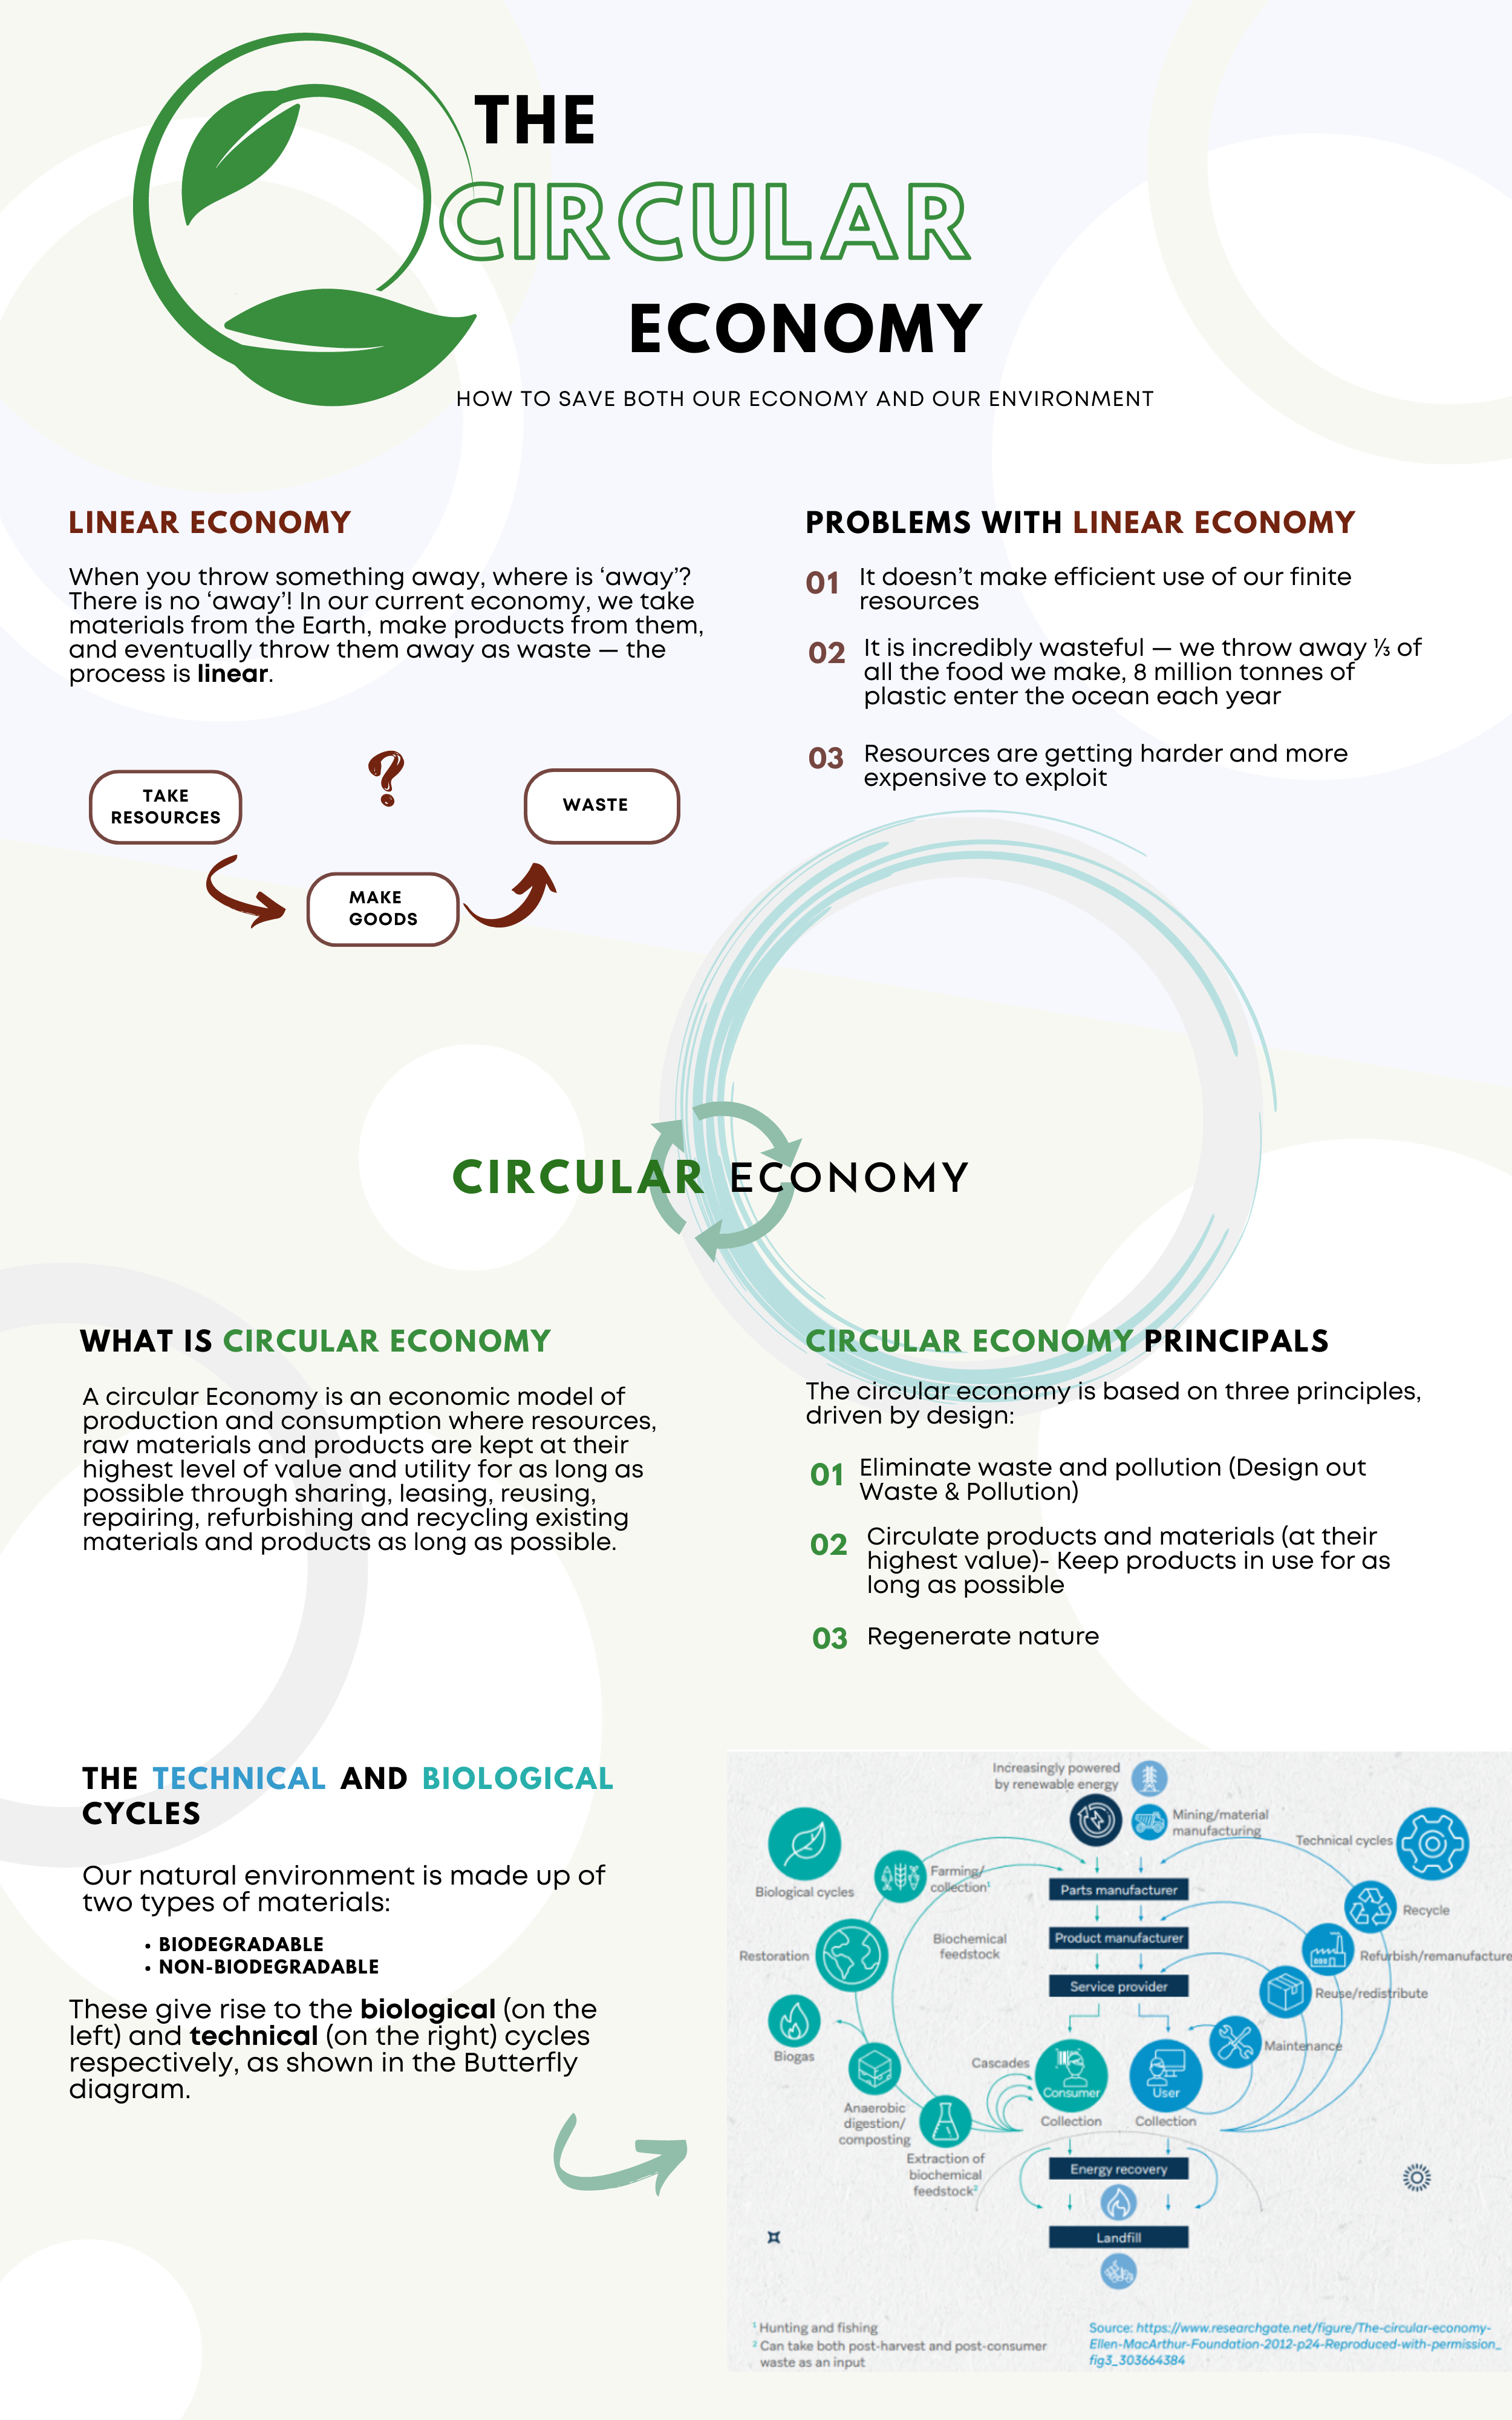 THE
CIRCULAR
ECONOMY
HOW TO SAVE BOTH OUR ECONOMY AND OUR ENVIRONMENT
LINEAR ECONOMY
When you throw something away, where is ‘away’?
There is no ‘away’! In our current economy, we take
materials from the Earth, make products from them,
and eventually throw them away as waste — the
process is linear.
TAKE
RESOURCES
?
WASTE
MAKE
GOODS
PROBLEMS WITH LINEAR ECONOMY
01 It doesn’t make efficient use of our finite
resources
02 It is incredibly wasteful — we throw away ⅓ of
all the food we make, 8 million tonnes of
plastic enter the ocean each year
03 Resources are getting harder and more
expensive to exploit
CIRCULAR ECONOMY
WHAT IS CIRCULAR ECONOMY
A circular Economy is an economic model of
production and consumption where resources,
raw materials and products are kept at their
highest level of value and utility for as long as
possible through sharing, leasing, reusing,
repairing, refurbishing and recycling existing
materials and products as long as possible.
CIRCULAR ECONOMY PRINCIPALS
The circular economy is based on three principles,
driven by design:
01 Eliminate waste and pollution (Design out
Waste & Pollution)
02 Circulate products and materials (at their
highest value)- Keep products in use for as
long as possible
03 Regenerate nature
THE TECHNICAL AND BIOLOGICAL
CYCLES
Our natural environment is made up of
two types of materials:
• BIODEGRADABLE
• NON-BIODEGRADABLE
These give rise to the biological (on the
left) and technical (on the right) cycles
respectively, as shown in the Butterfly
diagram.
Increasingly powered
by renewable energy
Mining/material
manufacturing
Technical cycles
Biological cycles
Farming/
collection¹
Parts manufacturer
Recycle
Biochemical
feedstock
Product manufacturer
Restoration
Refurbish/remanufacture
Service provider
Reuse/redistribute
Biogas
Maintenance
Cascades
Consumer
User
Anaerobic
digestion/
composting
Collection
Collection
Extraction of
biochemical
feedstock²
Energy recovery
Landfill
¹ Hunting and fishing
² Can take both post-harvest and post-consumer
waste as an input
Source: https://www.researchgate.net/figure/The-circular-economy-
Ellen-MacArthur-Foundation-2012-p24-Reproduced-with-permission_
fig3_303664384